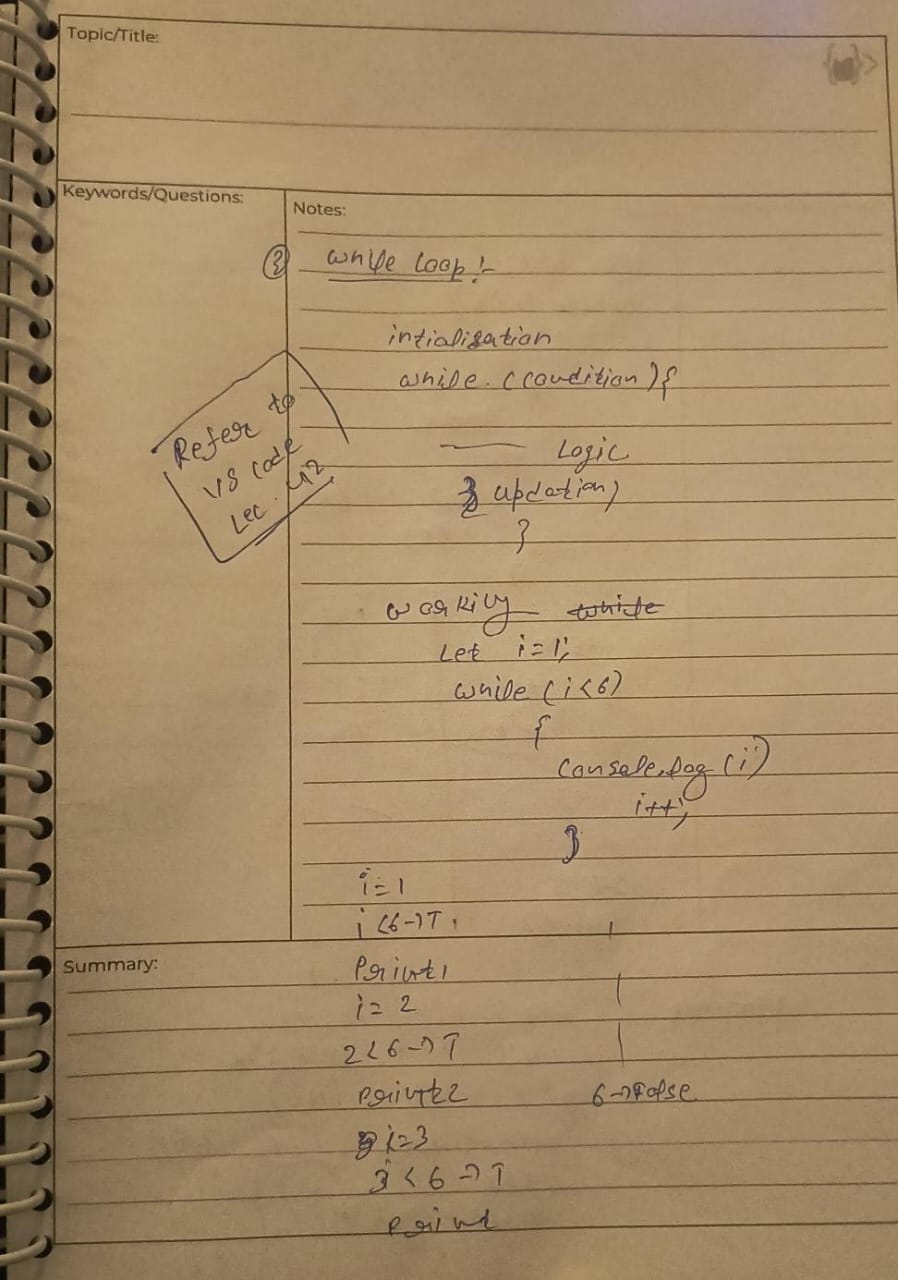 Topic/Title:
Keywords/Questions:
Notes:
② while loop:-
intialization
while (condition){
Logic
updation;
}
Refer to
VS code
Lec. 42
working while
Let i=1;
while (i<6)
{
console.log(i)
i++;
}
i=1
i<6→T
Summary:
Print1
i=2
2<6→T
print2
6→false
i=3
3<6→T
print